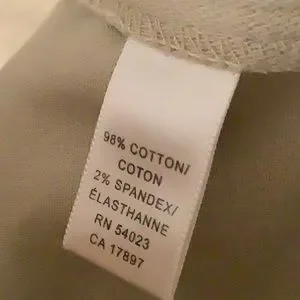 98% COTTON/
COTON
2% SPANDEX/
ÉLASTHANNE
RN 54023
CA 17897